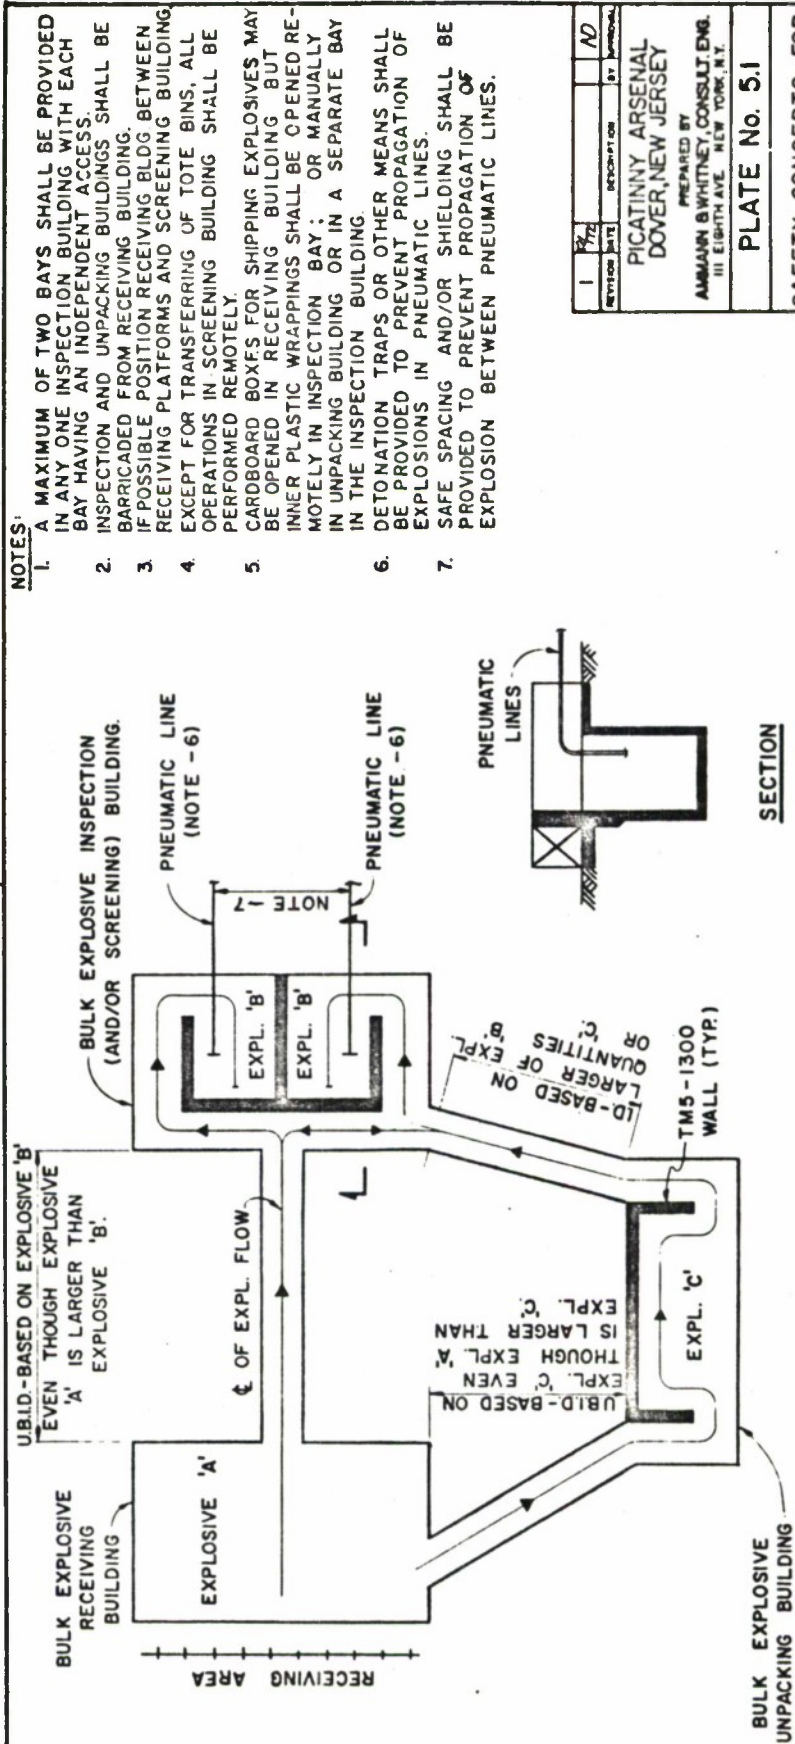 NOTES:
1. A MAXIMUM OF TWO BAYS SHALL BE PROVIDED
IN ANY ONE INSPECTION BUILDING WITH EACH
BAY HAVING AN INDEPENDENT ACCESS.
2. INSPECTION AND UNPACKING BUILDINGS SHALL BE
BARRICADED FROM RECEIVING BUILDING.
3. IF POSSIBLE POSITION RECEIVING BLDG BETWEEN
RECEIVING PLATFORMS AND SCREENING BUILDING
4. EXCEPT FOR TRANSFERRING OF TOTE BINS, ALL
OPERATIONS IN SCREENING BUILDING SHALL BE
PERFORMED REMOTELY.
5. CARDBOARD BOXES FOR SHIPPING EXPLOSIVES MAY
BE OPENED IN RECEIVING BUILDING BUT
INNER PLASTIC WRAPPINGS SHALL BE OPENED RE-
MOTELY IN INSPECTION BAY; OR MANUALLY
IN UNPACKING BUILDING OR IN A SEPARATE BAY
IN THE INSPECTION BUILDING.
6. DETONATION TRAPS OR OTHER MEANS SHALL
BE PROVIDED TO PREVENT PROPAGATION OF
EXPLOSIONS IN PNEUMATIC LINES.
7. SAFE SPACING AND/OR SHIELDING SHALL BE
PROVIDED TO PREVENT PROPAGATION OF
EXPLOSION BETWEEN PNEUMATIC LINES.
U.B.I.D.-BASED ON EXPLOSIVE 'B'
EVEN THOUGH EXPLOSIVE
'A' IS LARGER THAN
EXPLOSIVE 'B'.
BULK EXPLOSIVE INSPECTION
(AND/OR SCREENING) BUILDING.
BULK EXPLOSIVE
RECEIVING
BUILDING
PNEUMATIC LINE
(NOTE -6)
NOTE -7
PNEUMATIC LINE
(NOTE -6)
EXPLOSIVE 'A'
RECEIVING AREA
℄ OF EXPL. FLOW
EXPL. 'B'
EXPL. 'B'
U.B.I.D-BASED ON
EXPL. 'C' EVEN
THOUGH EXPL. 'A'
IS LARGER THAN
EXPL. 'C'.
I.D-BASED ON
LARGER OF EXPL.
QUANTITIES 'B'
OR 'C'.
TM5-1300
WALL (TYP.)
EXPL. 'C'
BULK EXPLOSIVE
UNPACKING BUILDING
PNEUMATIC
LINES
SECTION
1 ND
REVISION DATE DESCRIPTION BY APPROVAL
PICATINNY ARSENAL
DOVER, NEW JERSEY
PREPARED BY
AMMANN & WHITNEY, CONSULT. ENG.
111 EIGHTH AVE. NEW YORK, N.Y.
PLATE No. 5.1
SAFETY CONCEPTS FOR